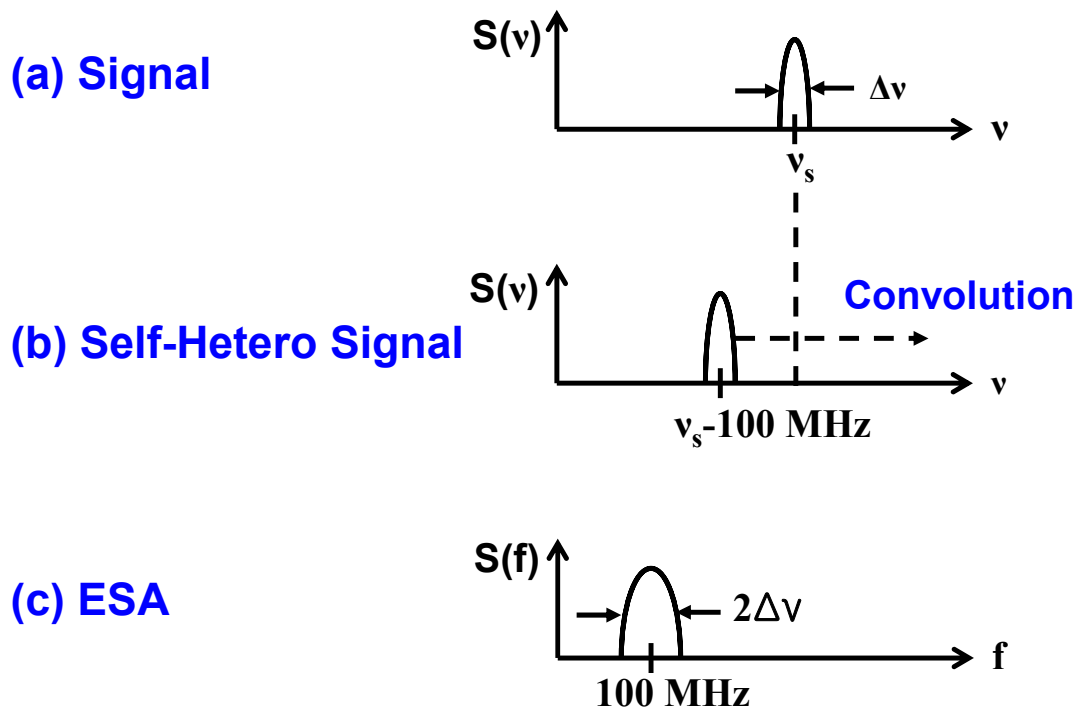 S(ν)
(a) Signal
Δν
ν
νs
S(ν)
Convolution
(b) Self-Hetero Signal
ν
νs-100 MHz
S(f)
(c) ESA
2Δν
f
100 MHz